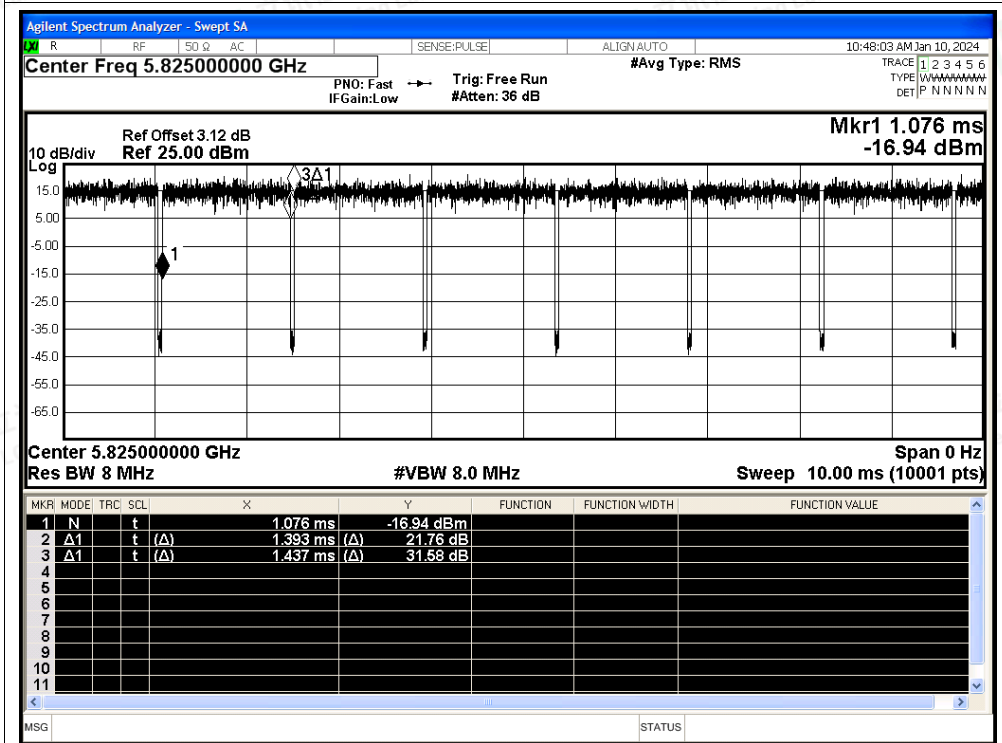 Agilent Spectrum Analyzer - Swept SA
LXI R RF 50 Ω AC SENSE:PULSE ALIGN AUTO 10:48:03 AM Jan 10, 2024
Center Freq 5.825000000 GHz #Avg Type: RMS TRACE 1 2 3 4 5 6
PNO: Fast Trig: Free Run TYPE WWWWWW
IFGain:Low #Atten: 36 dB DET P N N N N N
Mkr1 1.076 ms
Ref Offset 3.12 dB
10 dB/div Ref 25.00 dBm -16.94 dBm
Log
3Δ1
15.0
5.00
-5.00
1
-15.0
-25.0
-35.0
-45.0
-55.0
-65.0
Center 5.825000000 GHz Span 0 Hz
Res BW 8 MHz #VBW 8.0 MHz Sweep 10.00 ms (10001 pts)
MKR MODE TRC SCL X Y FUNCTION FUNCTION WIDTH FUNCTION VALUE
1 N t 1.076 ms -16.94 dBm
2 Δ1 t (Δ) 1.393 ms (Δ) 21.76 dB
3 Δ1 t (Δ) 1.437 ms (Δ) 31.58 dB
4
5
6
7
8
9
10
11
MSG STATUS